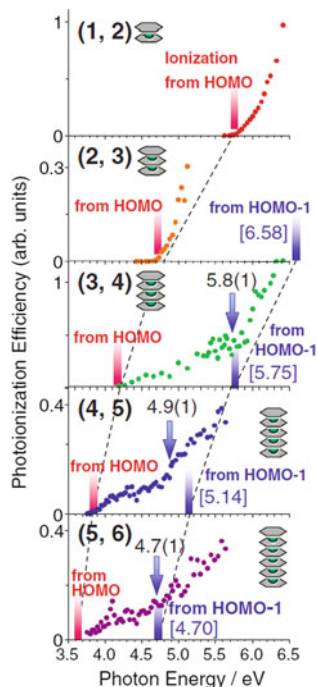 Photoionization Efficiency (arb. units)
1
(1, 2)
Ionization
from HOMO
0
0.3
(2, 3)
from HOMO
from HOMO-1
[6.58]
0
1
(3, 4)
5.8(1)
from HOMO
from
HOMO-1
[5.75]
0.4
(4, 5)
4.9(1)
from HOMO
from HOMO-1
[5.14]
0
0.4
(5, 6)
4.7(1)
from
HOMO
from HOMO-1
[4.70]
0
3.5 4.0 4.5 5.0 5.5 6.0 6.5
Photon Energy / eV